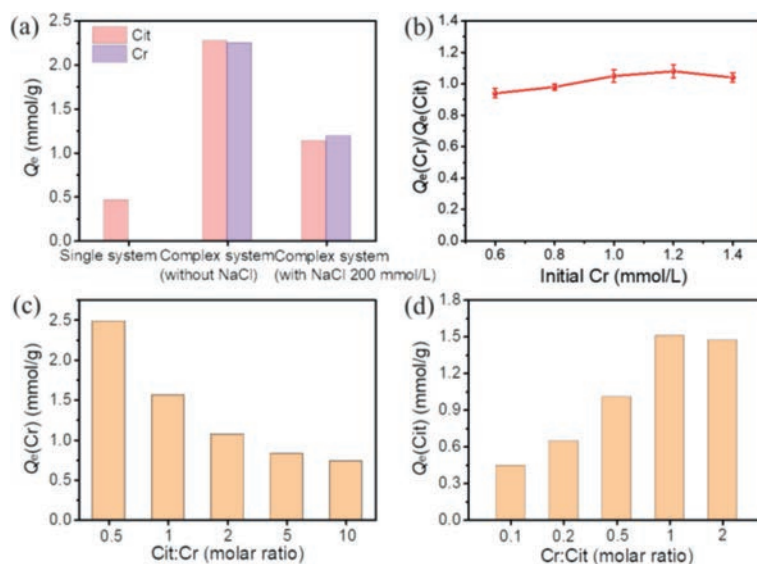 (a)
Cit
Cr
Qe (mmol/g)
2.5
2.0
1.5
1.0
0.5
0.0
Single system
Complex system
(without NaCl)
Complex system
(with NaCl 200 mmol/L)
(b)
Qe(Cr)/Qe(Cit)
1.4
1.2
1.0
0.8
0.6
0.4
0.2
0.0
0.6 0.8 1.0 1.2 1.4
Initial Cr (mmol/L)
(c)
Qe(Cr) (mmol/g)
2.5
2.0
1.5
1.0
0.5
0.0
0.5 1 2 5 10
Cit:Cr (molar ratio)
(d)
Qe(Cit) (mmol/g)
1.8
1.5
1.2
0.9
0.6
0.3
0.0
0.1 0.2 0.5 1 2
Cr:Cit (molar ratio)